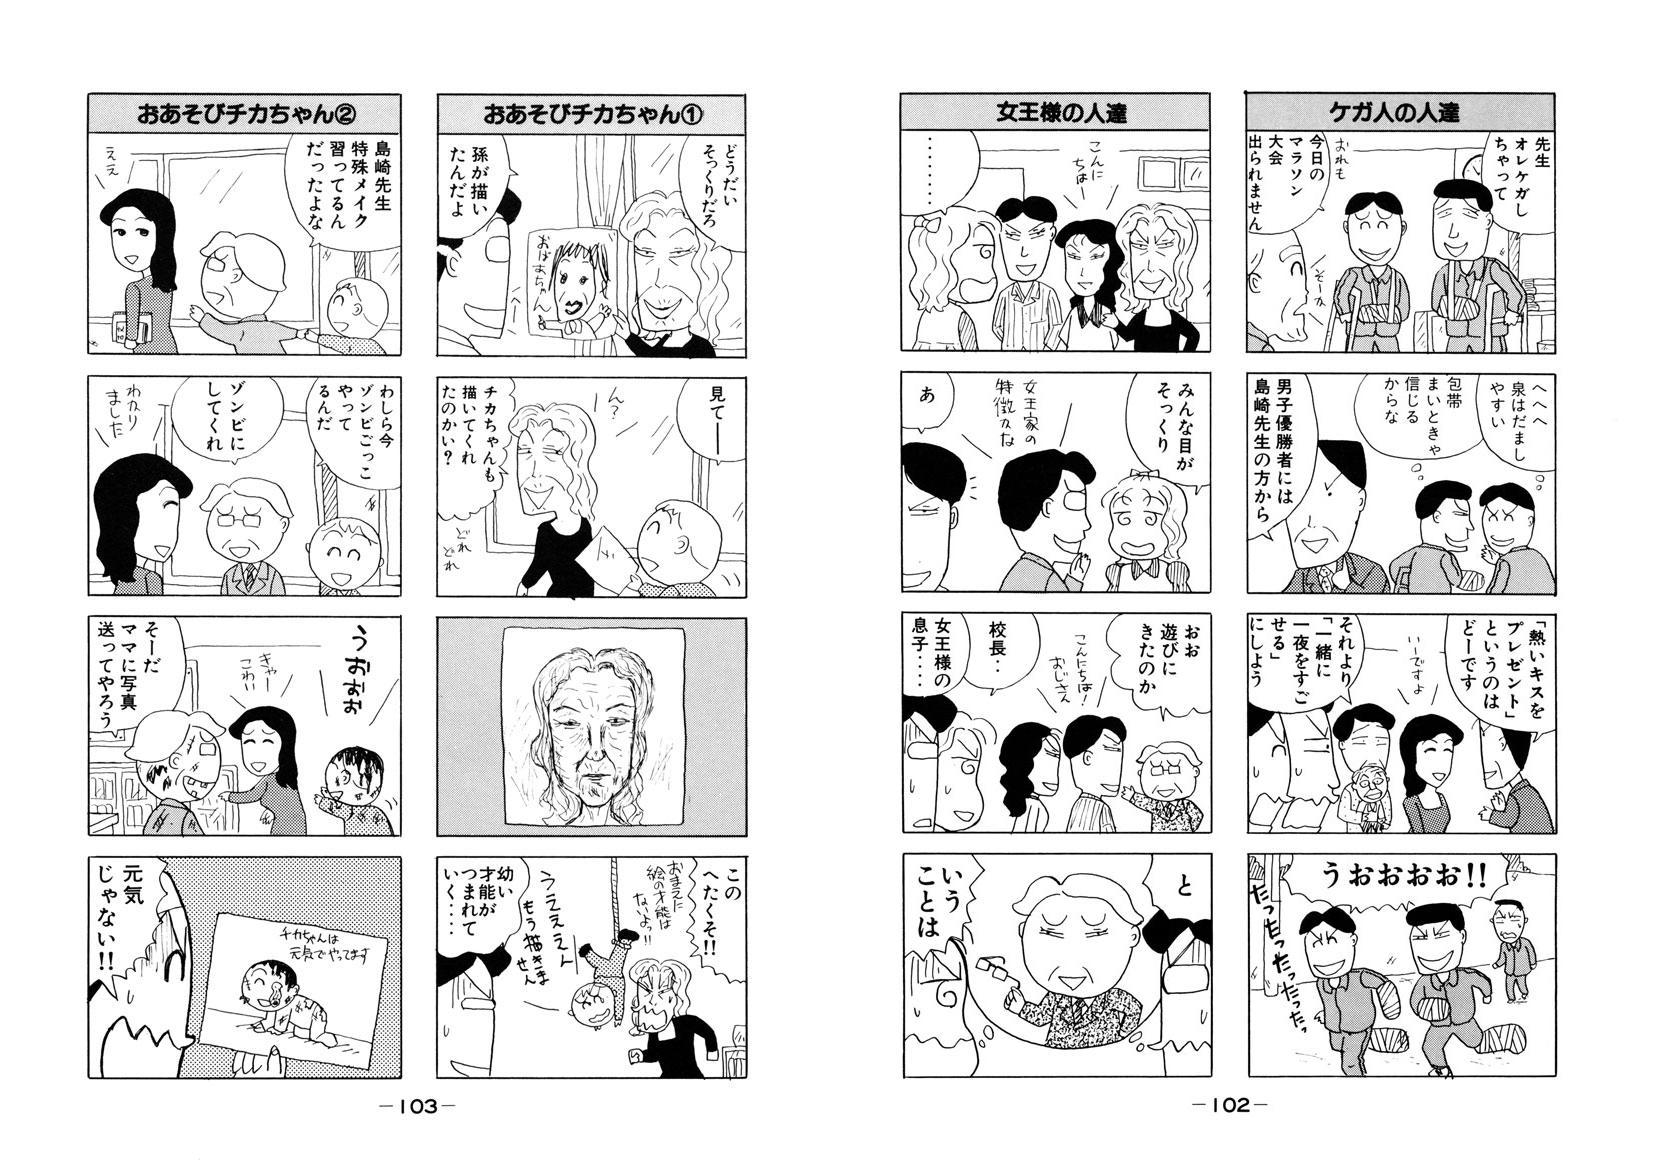 ケガ人の人達
先生
オレケガし
ちゃって
おれも
今日の
マラソン
大会
出られません
そーか
へへへ
泉はだまし
やすい
包帯
まいときゃ
信じる
からな
男子優勝者には
島崎先生の方から
「熱いキスを
プレゼント」
というのは
どーです
いーですよ
それより
「一緒に
一夜をすご
せる」
にしよう
うおおおお!!
たったったったったったっ
女王様の人達
こんに
ちはー
・・・・・・・・
みんな目が
そっくり
女王家の
特徴かな
あ
おお
遊びに
きたのか
こんにちは!
おじさん
校長‥
女王様の
息子‥‥
と
いう
ことは
－102－
おあそびチカちゃん①
どうだい
そっくりだろ
孫が描い
たんだよ
おばあちゃん
見てーー
ん?
チカちゃんも
描いてくれ
たのかい?
どれ
どれ
この
へたくそ!!
おまえに
絵の才能は
ないよっ!!
うえええん
もう描きま
せん
幼い
才能が
つまれて
いく‥‥
おあそびチカちゃん②
島崎先生
特殊メイク
習ってるん
だったよな
ええ
わしら今
ゾンビごっこ
やって
るんだ
ゾンビに
してくれ
わかり
ました
うおおお
きゃー
こわい
そーだ
ママに写真
送ってやろう
チカちゃんは
元気でやってます
元気
じゃない!!
－103－